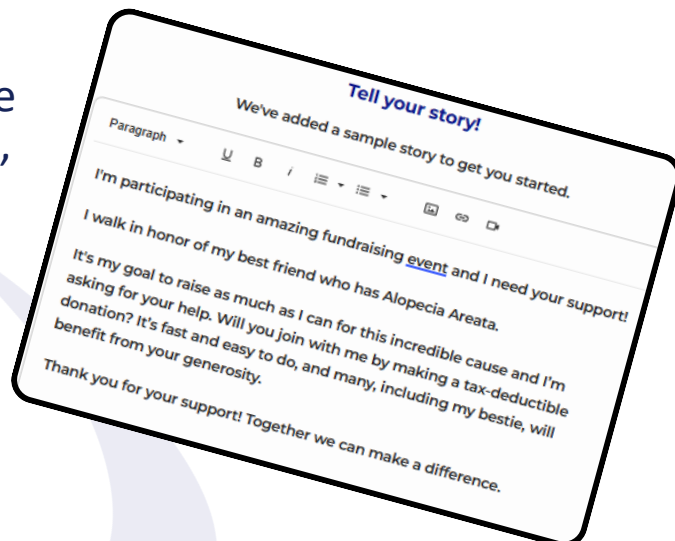 e
,
Tell your story!
We've added a sample story to get you started.
Paragraph U B i
I'm participating in an amazing fundraising event and I need your support!
I walk in honor of my best friend who has Alopecia Areata.
It's my goal to raise as much as I can for this incredible cause and I'm
asking for your help. Will you join with me by making a tax-deductible
donation? It's fast and easy to do, and many, including my bestie, will
benefit from your generosity.
Thank you for your support! Together we can make a difference.